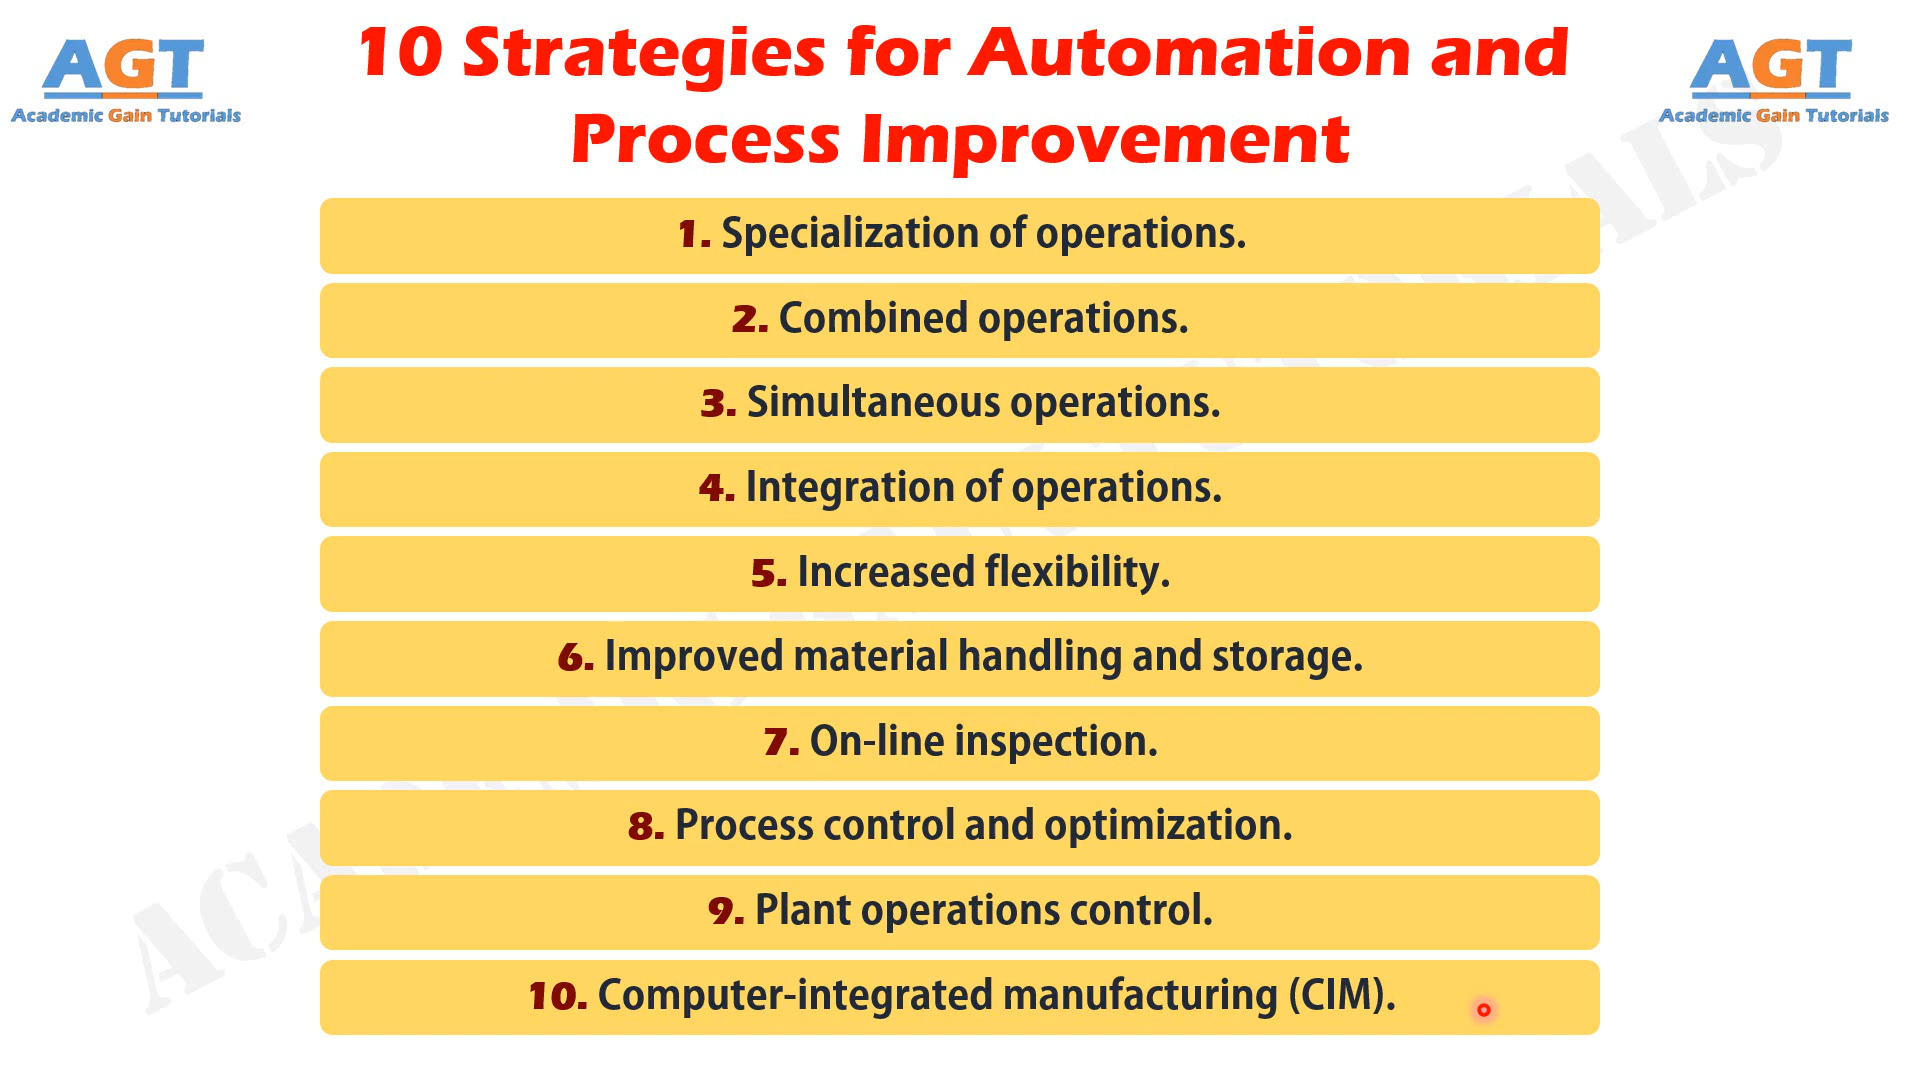 AGT
Academic Gain Tutorials
10 Strategies for Automation and
Process Improvement
AGT
Academic Gain Tutorials
1. Specialization of operations.
2. Combined operations.
3. Simultaneous operations.
4. Integration of operations.
5. Increased flexibility.
6. Improved material handling and storage.
7. On-line inspection.
8. Process control and optimization.
9. Plant operations control.
10. Computer-integrated manufacturing (CIM).